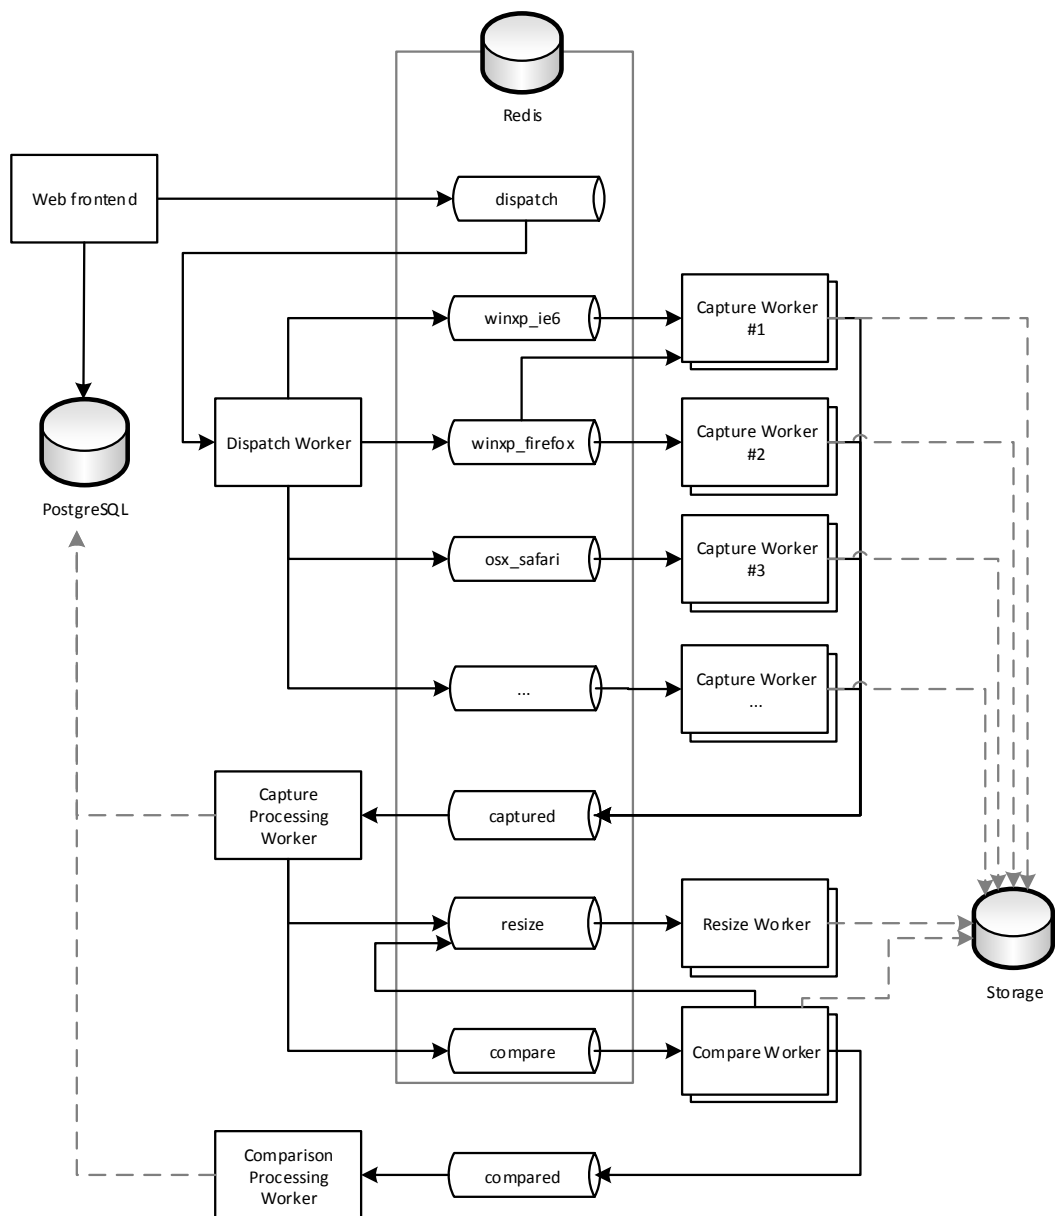 Redis
Web frontend
dispatch
winxp_ie6
Capture Worker
#1
PostgreSQL
Dispatch Worker
winxp_firefox
Capture Worker
#2
osx_safari
Capture Worker
#3
...
Capture Worker
...
Capture
Processing
Worker
captured
resize
Resize Worker
Storage
compare
Compare Worker
Comparison
Processing
Worker
compared